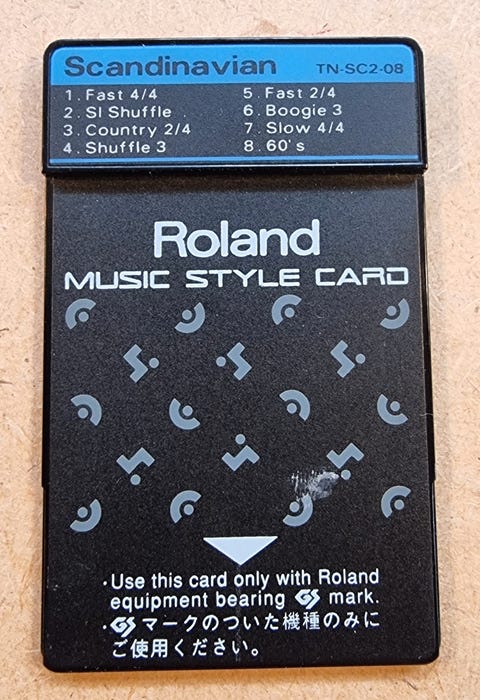 Scandinavian TN-SC2-08
1. Fast 4/4 5. Fast 2/4
2. Sl Shuffle 6. Boogie 3
3. Country 2/4 7. Slow 4/4
4. Shuffle 3 8. 60's
Roland
MUSIC STYLE CARD
·Use this card only with Roland
equipment bearing GS mark.
·GS マークのついた機種のみに
ご使用ください。